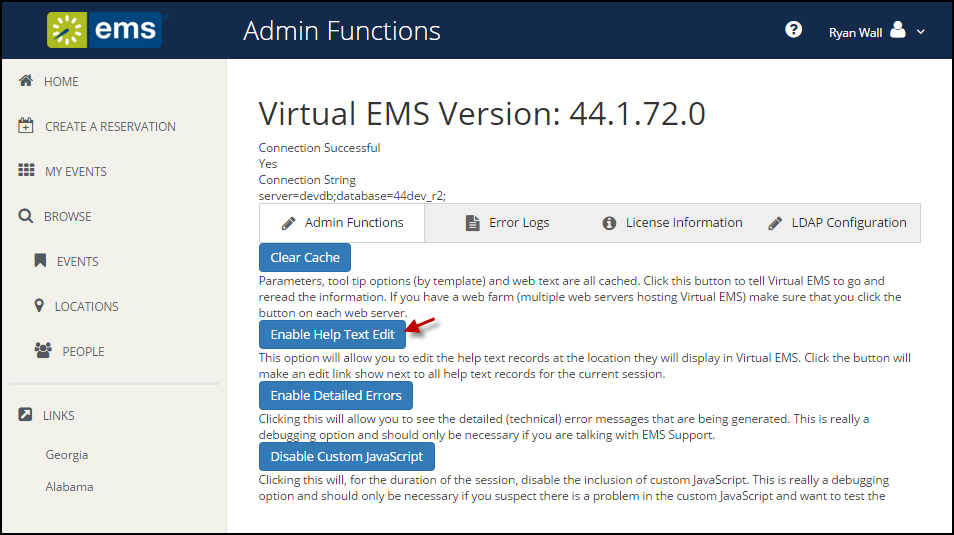 ems
Admin Functions
Ryan Wall
HOME
CREATE A RESERVATION
MY EVENTS
BROWSE
EVENTS
LOCATIONS
PEOPLE
LINKS
Georgia
Alabama
Virtual EMS Version: 44.1.72.0
Connection Successful
Yes
Connection String
server=devdb;database=44dev_r2;
Admin Functions Error Logs License Information LDAP Configuration
Clear Cache
Parameters, tool tip options (by template) and web text are all cached. Click this button to tell Virtual EMS to go and
reread the information. If you have a web farm (multiple web servers hosting Virtual EMS) make sure that you click the
button on each web server.
Enable Help Text Edit
This option will allow you to edit the help text records at the location they will display in Virtual EMS. Click the button will
make an edit link show next to all help text records for the current session.
Enable Detailed Errors
Clicking this will allow you to see the detailed (technical) error messages that are being generated. This is really a
debugging option and should only be necessary if you are talking with EMS Support.
Disable Custom JavaScript
Clicking this will, for the duration of the session, disable the inclusion of custom JavaScript. This is really a debugging
option and should only be necessary if you suspect there is a problem in the custom JavaScript and want to test the